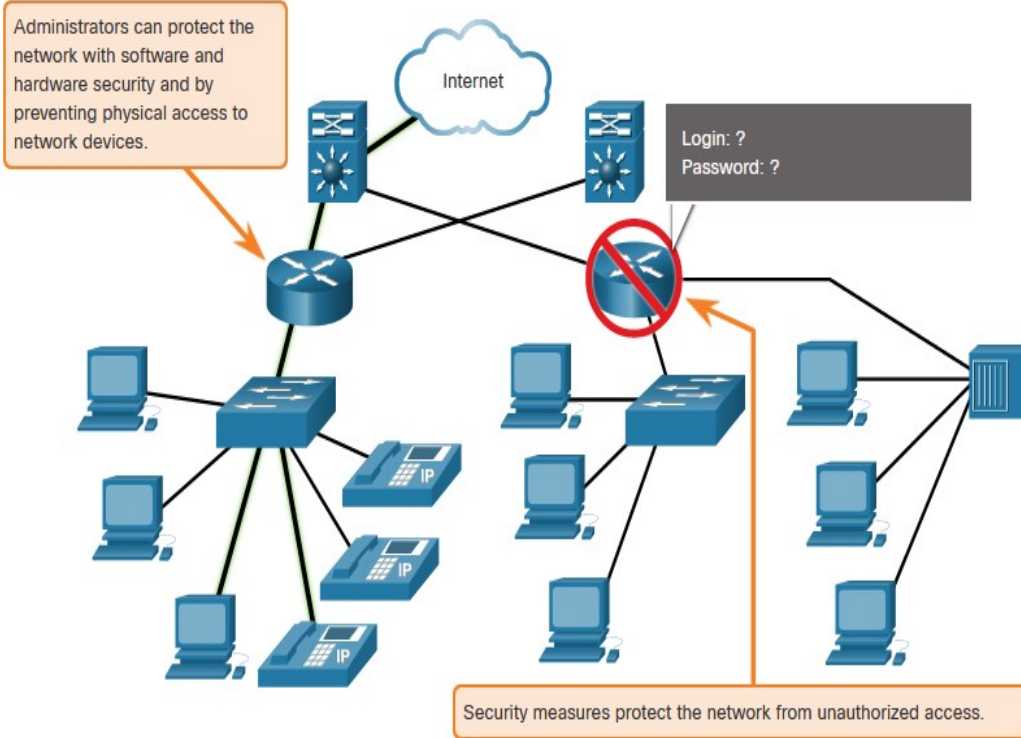 Administrators can protect the
network with software and
hardware security and by
preventing physical access to
network devices.
Internet
Login: ?
Password: ?
IP
IP
IP
Security measures protect the network from unauthorized access.